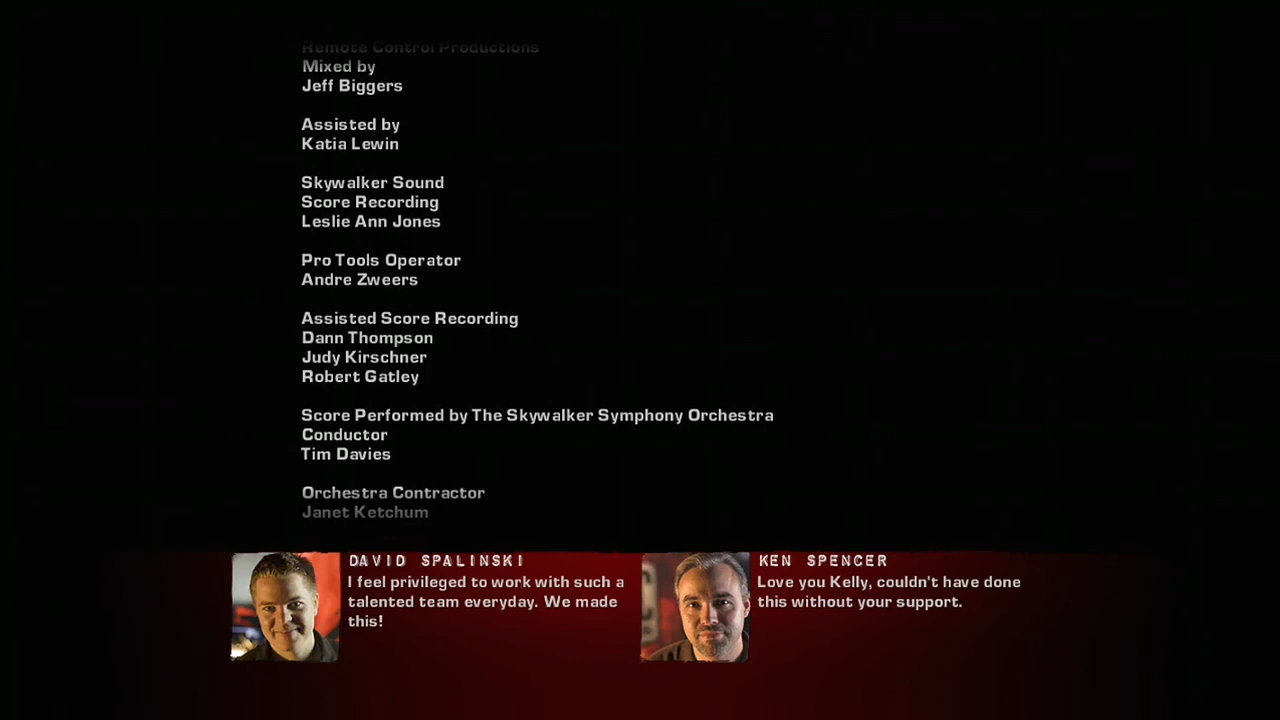 Remote Control Productions
Mixed by
Jeff Biggers
Assisted by
Katia Lewin
Skywalker Sound
Score Recording
Leslie Ann Jones
Pro Tools Operator
Andre Zweers
Assisted Score Recording
Dann Thompson
Judy Kirschner
Robert Gatley
Score Performed by The Skywalker Symphony Orchestra
Conductor
Tim Davies
Orchestra Contractor
Janet Ketchum
DAVID SPALINSKI
I feel privileged to work with such a
talented team everyday. We made
this!
KEN SPENCER
Love you Kelly, couldn't have done
this without your support.